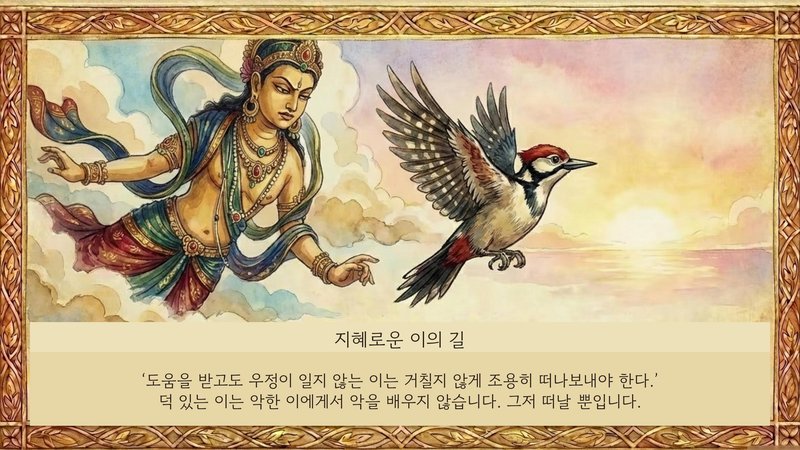 지혜로운 이의 길
‘도움을 받고도 우정이 일지 않는 이는 거칠지 않게 조용히 떠나보내야 한다.’
덕 있는 이는 악한 이에게서 악을 배우지 않습니다. 그저 떠날 뿐입니다.